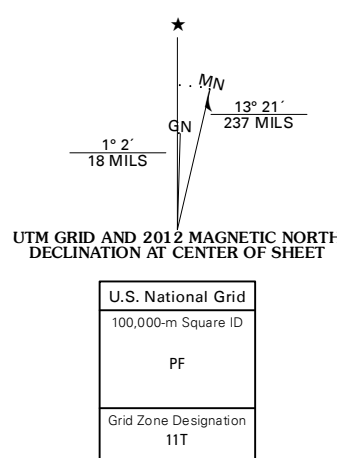 ★
MN
13° 21´
237 MILS
GN
1° 2´
18 MILS
UTM GRID AND 2012 MAGNETIC NORTH
DECLINATION AT CENTER OF SHEET
U.S. National Grid
100,000-m Square ID
PF
Grid Zone Designation
11T